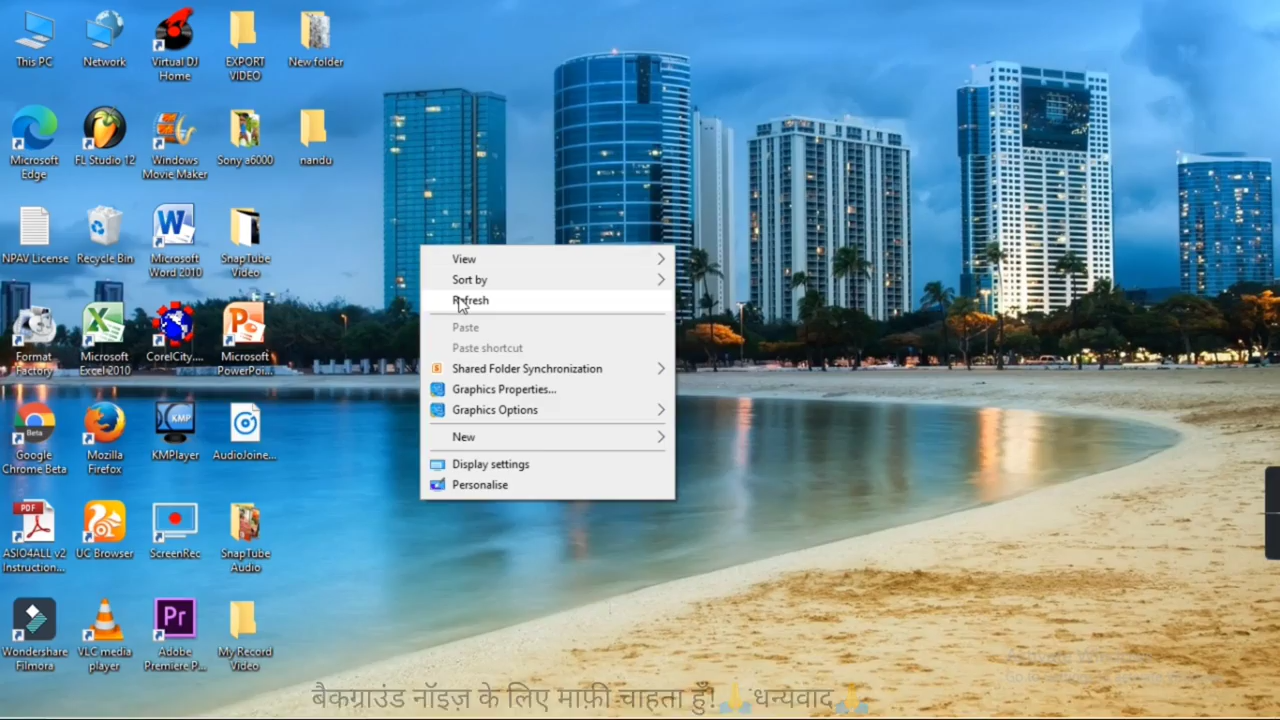 This PC
Network
Virtual DJ
Home
EXPORT
VIDEO
New folder
Microsoft
Edge
FL Studio 12
Windows
Movie Maker
Sony a6000
nandu
NPAV License
Recycle Bin
Microsoft
Word 2010
SnapTube
Video
Format
Factory
Microsoft
Excel 2010
CorelCity....
Microsoft
PowerPoi...
Google
Chrome Beta
Mozilla
Firefox
KMPlayer
AudioJoine...
ASIO4ALL v2
Instruction...
UC Browser
ScreenRec
SnapTube
Audio
Wondershare
Filmora
VLC media
player
Adobe
Premiere P...
My Record
Video
View
Sort by
Refresh
Paste
Paste shortcut
Shared Folder Synchronization
Graphics Properties...
Graphics Options
New
Display settings
Personalise
बैकग्राउंड नॉइज़ के लिए माफ़ी चाहता हूँ!🙏 धन्यवाद🙏